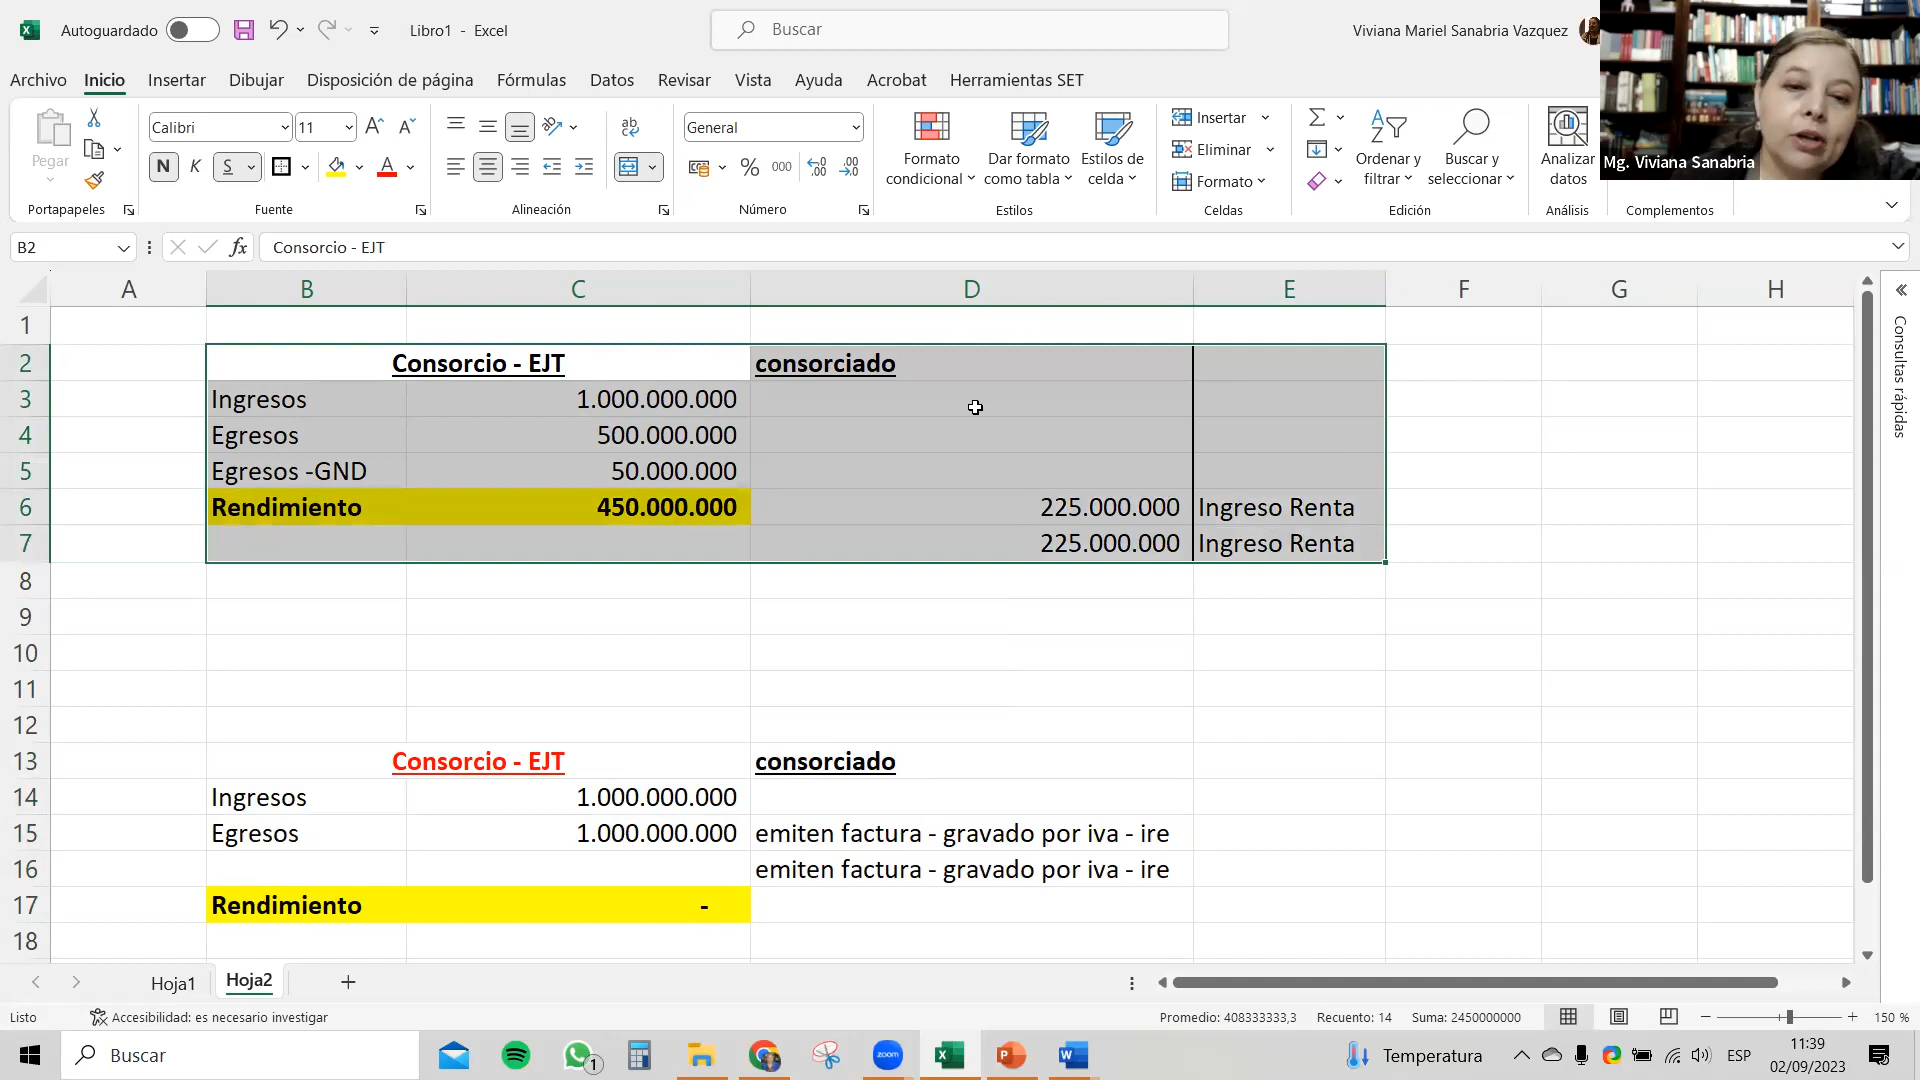 Autoguardado
Libro1 - Excel
Buscar
Viviana Mariel Sanabria Vazquez
Archivo
Inicio
Insertar
Dibujar
Disposición de página
Fórmulas
Datos
Revisar
Vista
Ayuda
Acrobat
Herramientas SET
Pegar
Portapapeles
Calibri
11
N K S
Fuente
ab
Alineación
General
% 000
Número
Formato condicional
Dar formato como tabla
Estilos de celda
Estilos
Insertar
Eliminar
Formato
Celdas
Ordenar y filtrar
Buscar y seleccionar
Edición
Analizar datos
Análisis
Complementos
Mg. Viviana Sanabria
B2
fx
Consorcio - EJT
A B C D E F G H
1
2 Consorcio - EJT consorciado
3 Ingresos 1.000.000.000
4 Egresos 500.000.000
5 Egresos -GND 50.000.000
6 Rendimiento 450.000.000 225.000.000 Ingreso Renta
7 225.000.000 Ingreso Renta
8
9
10
11
12
13 Consorcio - EJT consorciado
14 Ingresos 1.000.000.000
15 Egresos 1.000.000.000 emiten factura - gravado por iva - ire
16 emiten factura - gravado por iva - ire
17 Rendimiento -
18
Consultas rápidas
Hoja1
Hoja2
Listo
Accesibilidad: es necesario investigar
Promedio: 408333333,3
Recuento: 14
Suma: 2450000000
150 %
Buscar
1
zoom
Temperatura
ESP
11:39
02/09/2023